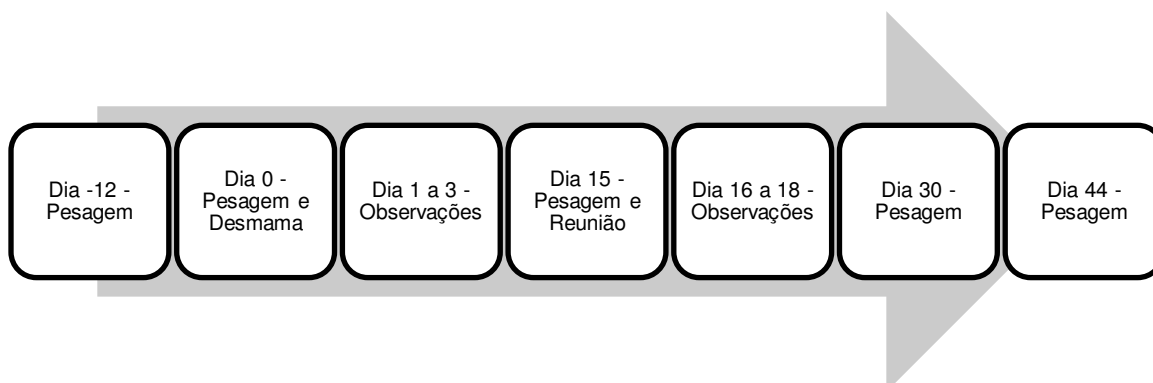 Dia -12 -
Pesagem
Dia 0 -
Pesagem e
Desmama
Dia 1 a 3 -
Observações
Dia 15 -
Pesagem e
Reunião
Dia 16 a 18 -
Observações
Dia 30 -
Pesagem
Dia 44 -
Pesagem